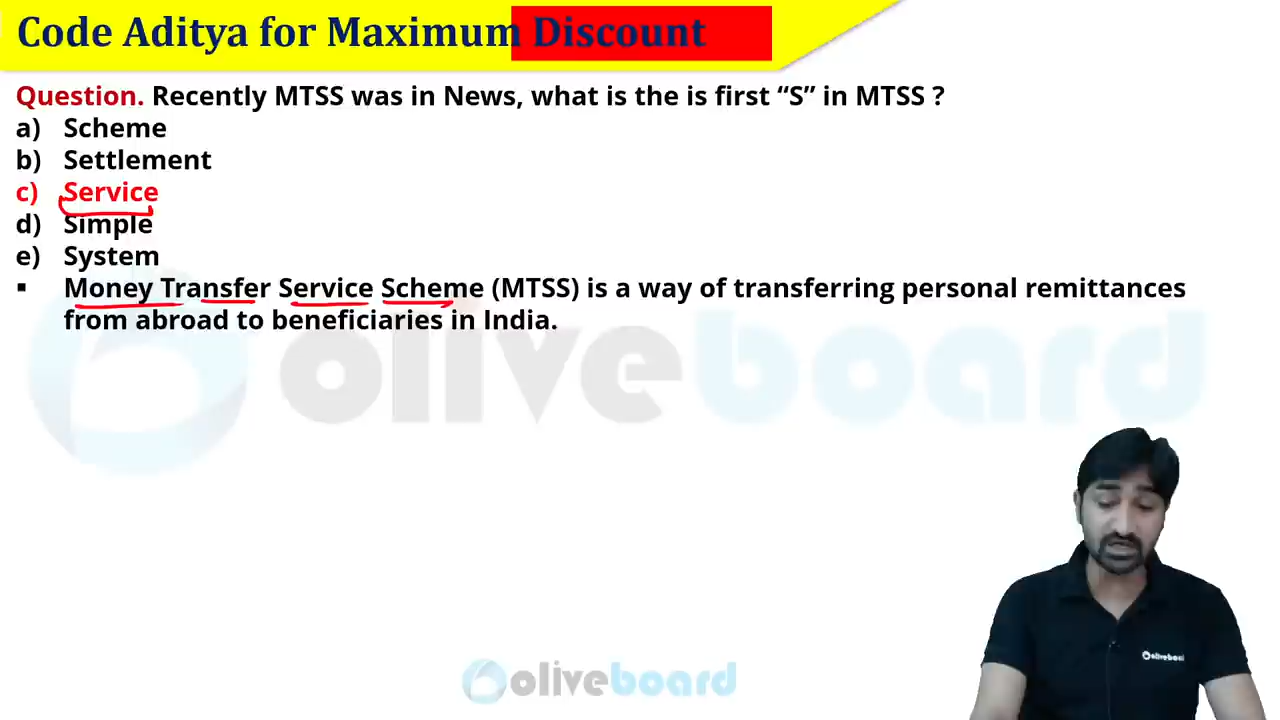 Code Aditya for Maximum Discount
Question. Recently MTSS was in News, what is the is first “S” in MTSS ?
a) Scheme
b) Settlement
c) Service
d) Simple
e) System
▪ Money Transfer Service Scheme (MTSS) is a way of transferring personal remittances
from abroad to beneficiaries in India.
oliveboard
oliveboard
oliveboard